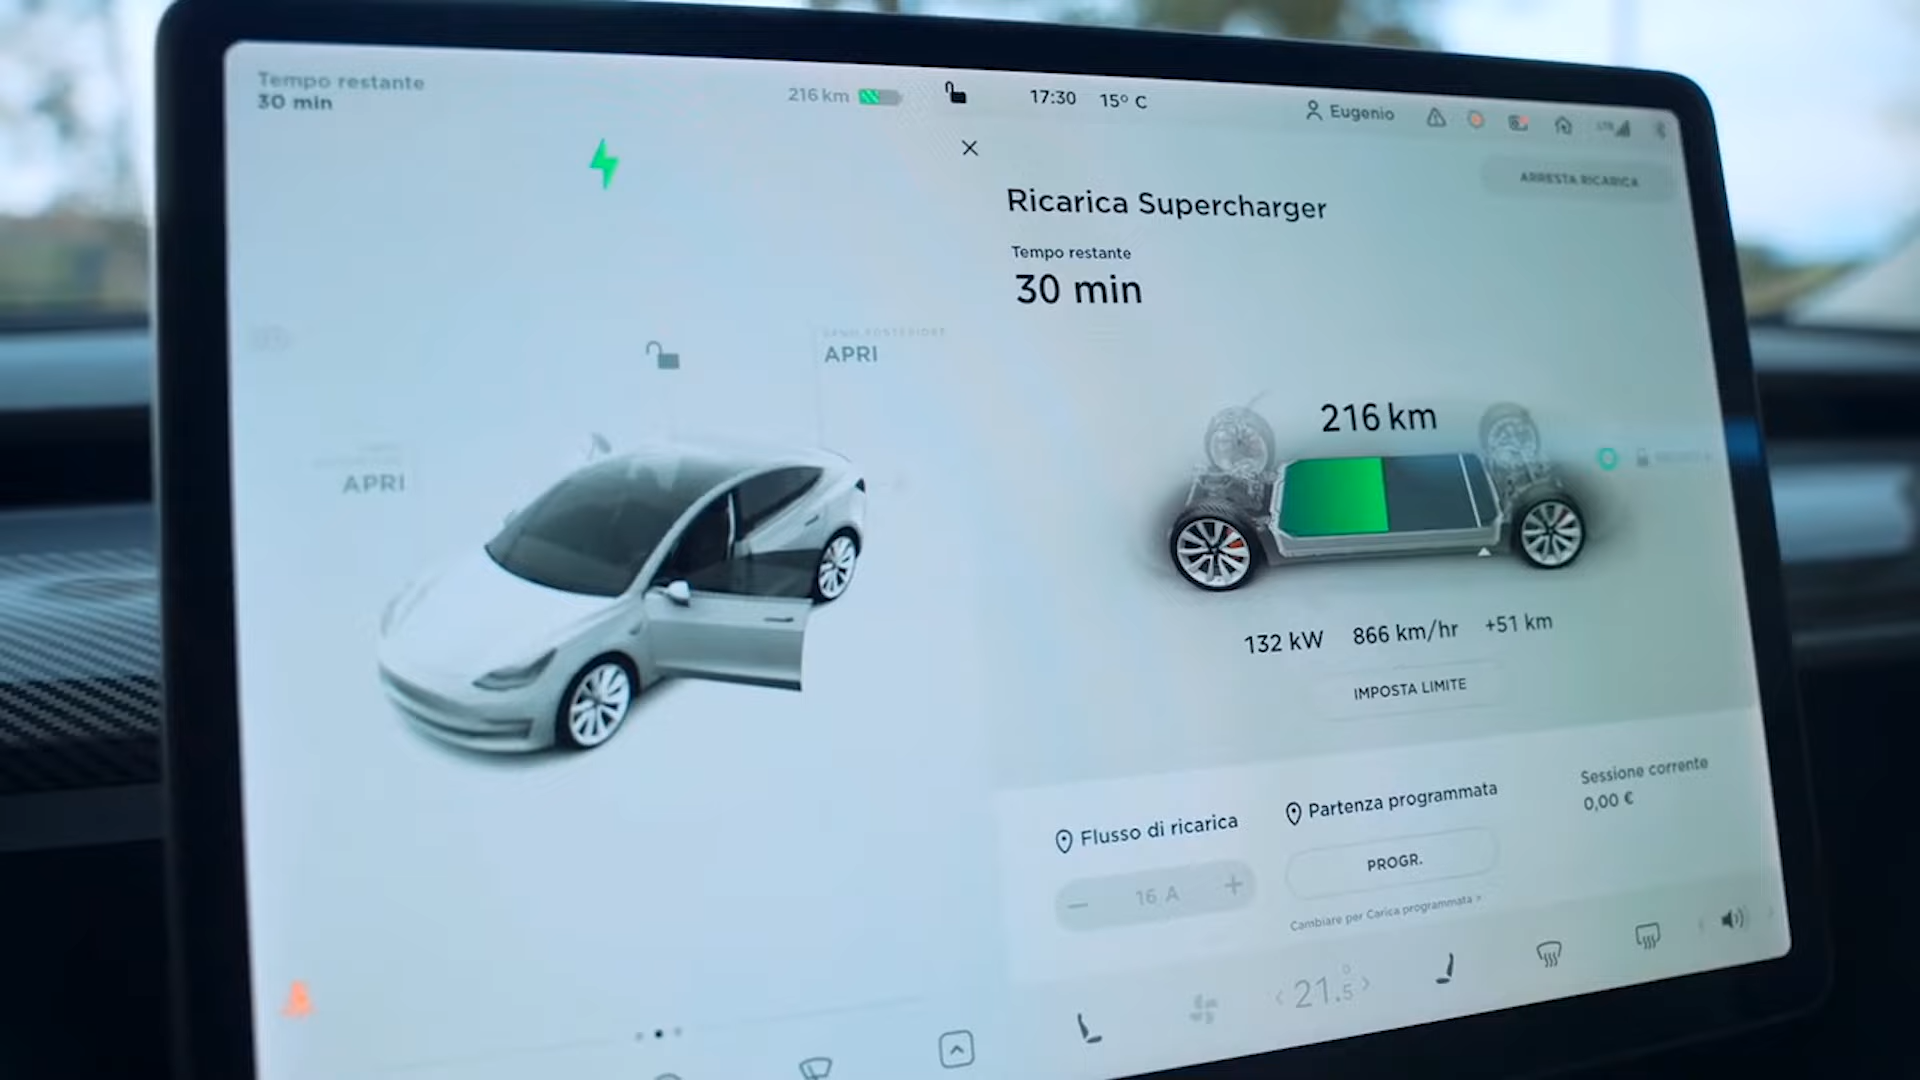 Tempo restante
30 min
216 km
17:30
15° C
Eugenio
LTE
ARRESTA RICARICA
Ricarica Supercharger
Tempo restante
30 min
APRI
APRI
216 km
132 kW 866 km/hr +51 km
IMPOSTA LIMITE
Flusso di ricarica
16 A
Partenza programmata
PROGR.
Cambiare per Carica programmata >
Sessione corrente
0,00 €
21.5°